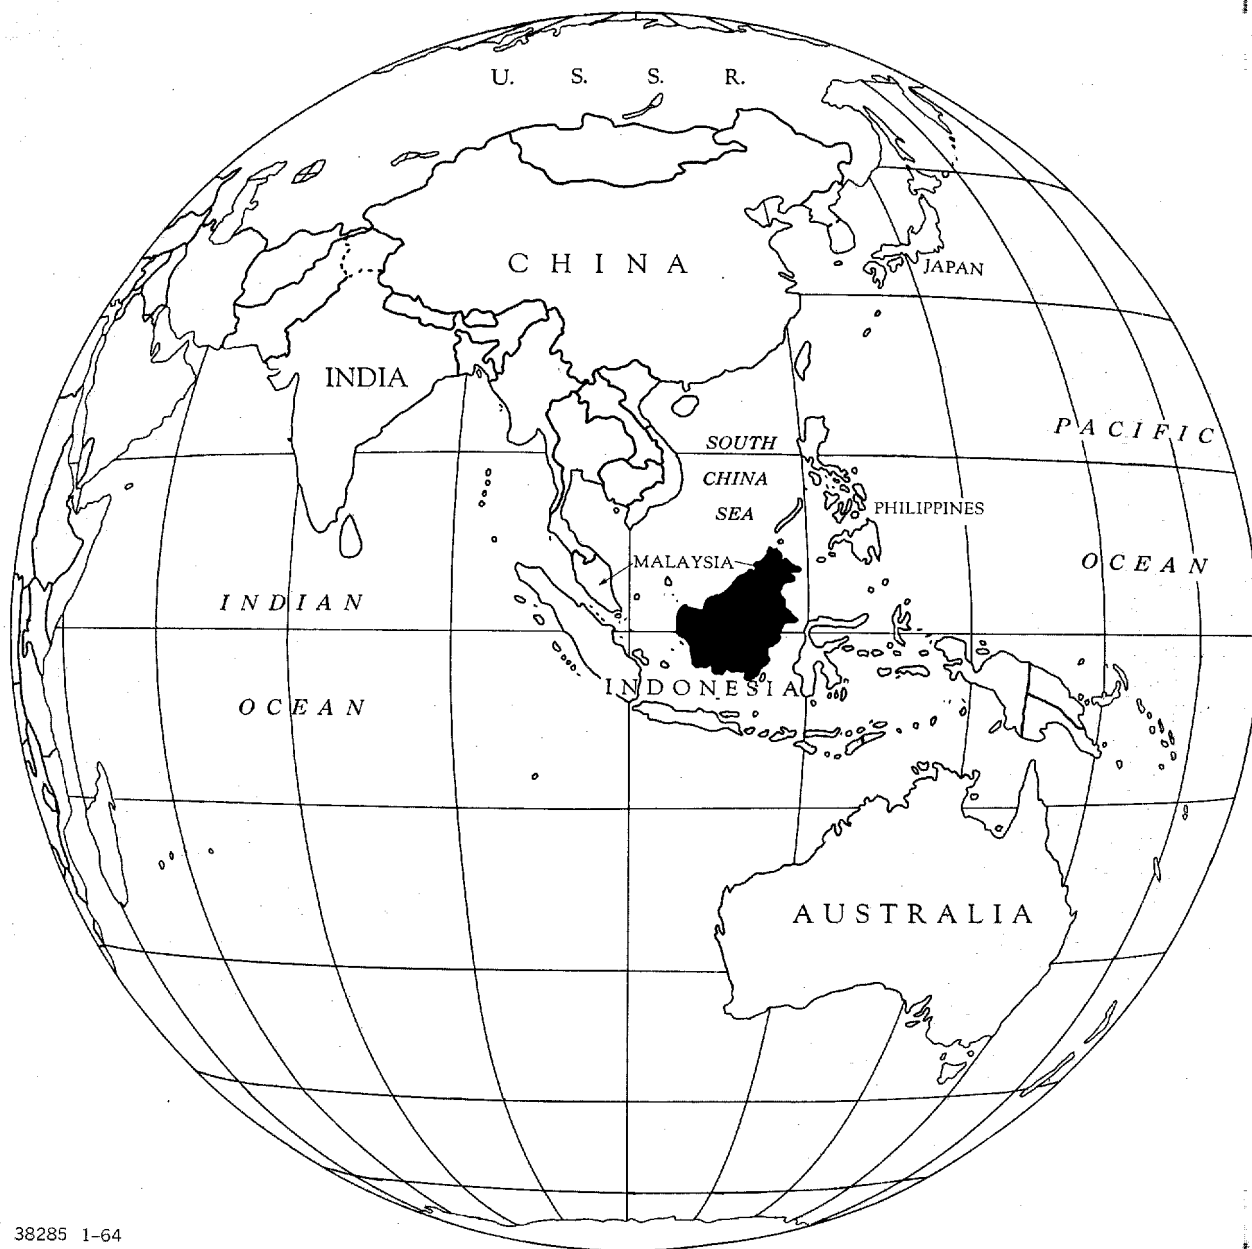 U. S. S. R.
CHINA
JAPAN
INDIA
PACIFIC
SOUTH
CHINA
SEA
PHILIPPINES
MALAYSIA
OCEAN
INDIAN
INDONESIA
OCEAN
AUSTRALIA
38285 1-64